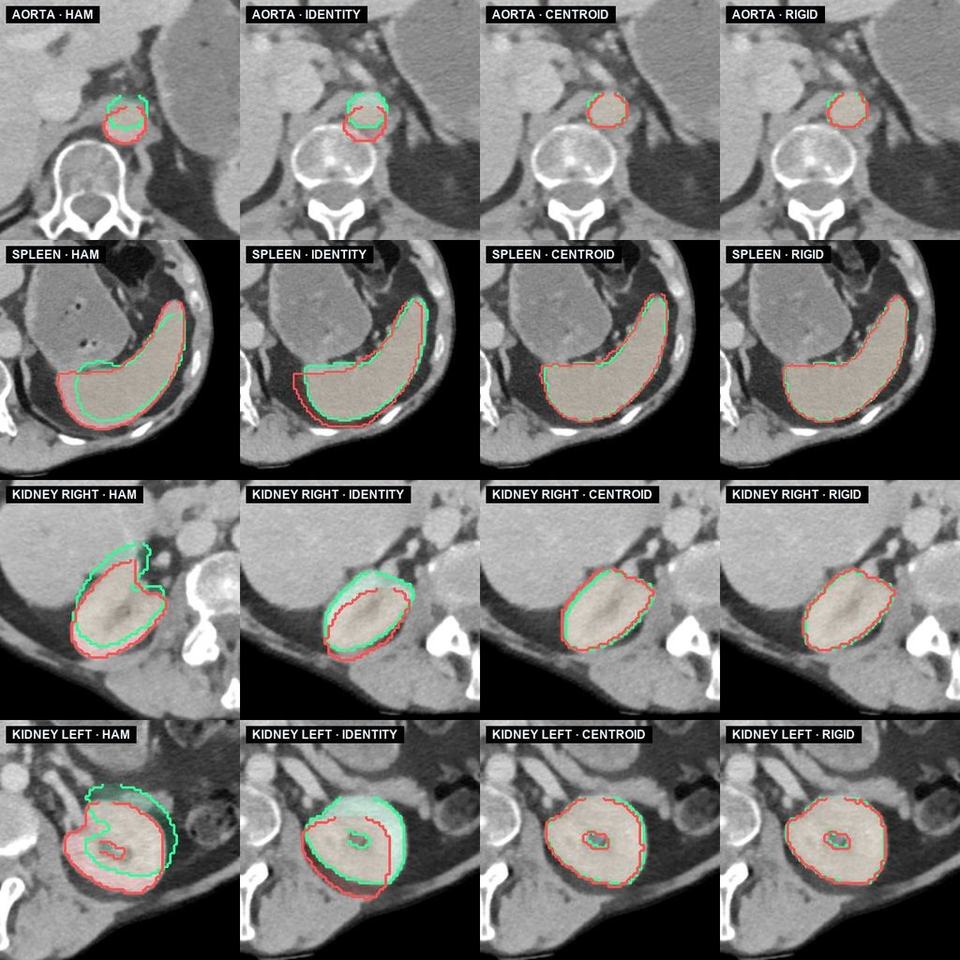 AORTA · HAM
AORTA · IDENTITY
AORTA · CENTROID
AORTA · RIGID
SPLEEN · HAM
SPLEEN · IDENTITY
SPLEEN · CENTROID
SPLEEN · RIGID
KIDNEY RIGHT · HAM
KIDNEY RIGHT · IDENTITY
KIDNEY RIGHT · CENTROID
KIDNEY RIGHT · RIGID
KIDNEY LEFT · HAM
KIDNEY LEFT · IDENTITY
KIDNEY LEFT · CENTROID
KIDNEY LEFT · RIGID